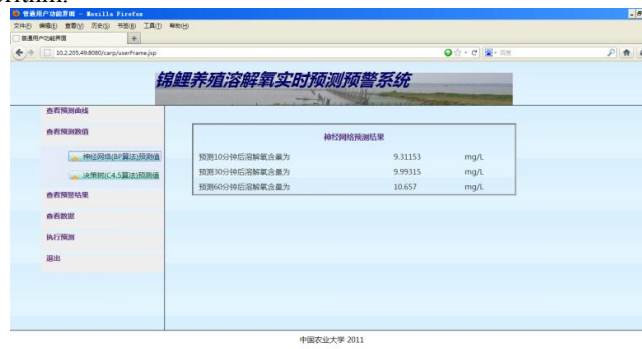 普通用户功能界面 - Mozilla Firefox
文件(F) 编辑(E) 查看(V) 历史(S) 书签(B) 工具(T) 帮助(H)
普通用户功能界面 +
10.2.205.49:8080/carp/userFrame.jsp 百度
锦鲤养殖溶解氧实时预测预警系统
查看预测曲线
查看预测数值
神经网络(BP算法)预测值
决策树(C4.5算法)预测值
查看预警结果
查看数据
执行预测
退出
神经网络预测结果
预测10分钟后溶解氧含量为 9.31153 mg/L
预测30分钟后溶解氧含量为 9.99315 mg/L
预测60分钟后溶解氧含量为 10.657 mg/L
中国农业大学 2011